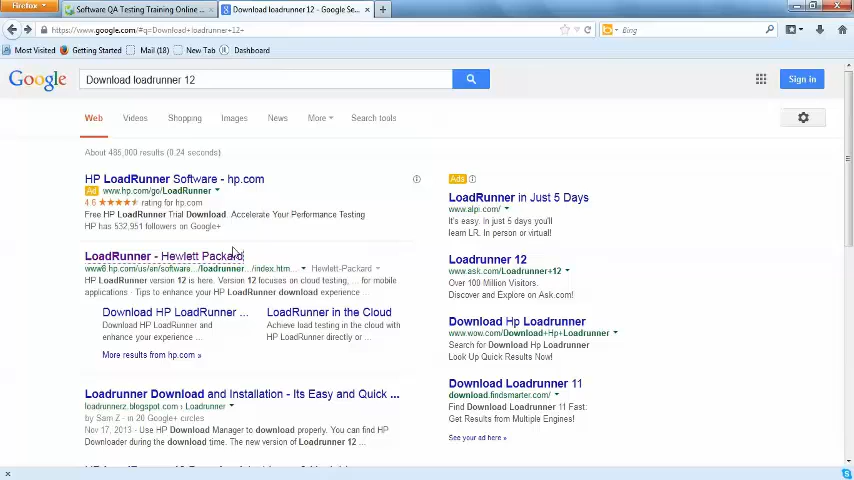 Firefox
Software QA Testing Training Online ...
Download loadrunner 12 - Google Se...
https://www.google.com/#q=Download+loadrunner+12+
Bing
Most Visited
Getting Started
Mail (18)
New Tab
Dashboard
Google
Download loadrunner 12
Sign in
Web
Videos
Shopping
Images
News
More
Search tools
About 485,000 results (0.24 seconds)
HP LoadRunner Software - hp.com
Ad www.hp.com/go/LoadRunner
4.6 ★★★★★ rating for hp.com
Free HP LoadRunner Trial Download. Accelerate Your Performance Testing
HP has 532,951 followers on Google+
LoadRunner - Hewlett Packard
www8.hp.com/us/en/software.../loadrunner.../index.htm...
Hewlett-Packard
HP LoadRunner version 12 is here. Version 12 focuses on cloud testing, ... for mobile
applications - Tips to enhance your HP LoadRunner download experience ...
Download HP LoadRunner ...
Download HP LoadRunner and
enhance your experience ...
LoadRunner in the Cloud
Achieve load testing in the cloud with
HP LoadRunner directly or ...
More results from hp.com »
Loadrunner Download and Installation - Its Easy and Quick ...
loadrunnerz.blogspot.com › Loadrunner
by Sam Z - in 20 Google+ circles
Nov 17, 2013 - Use HP Download Manager to download properly. You can find HP
Downloader during the download time. The new version of Loadrunner 12 ...
Ads
LoadRunner in Just 5 Days
www.alpi.com/
It's easy. in just 5 days you'll
learn LR. In person or virtual!
Loadrunner 12
www.ask.com/Loadrunner+12
Over 100 Million Visitors.
Discover and Explore on Ask.com!
Download Hp Loadrunner
www.wow.com/Download+Hp+Loadrunner
Search for Download Hp Loadrunner
Look Up Quick Results Now!
Download Loadrunner 11
download.findsmarter.com/
Find Download Loadrunner 11 Fast:
Get Results from Multiple Engines!
See your ad here »